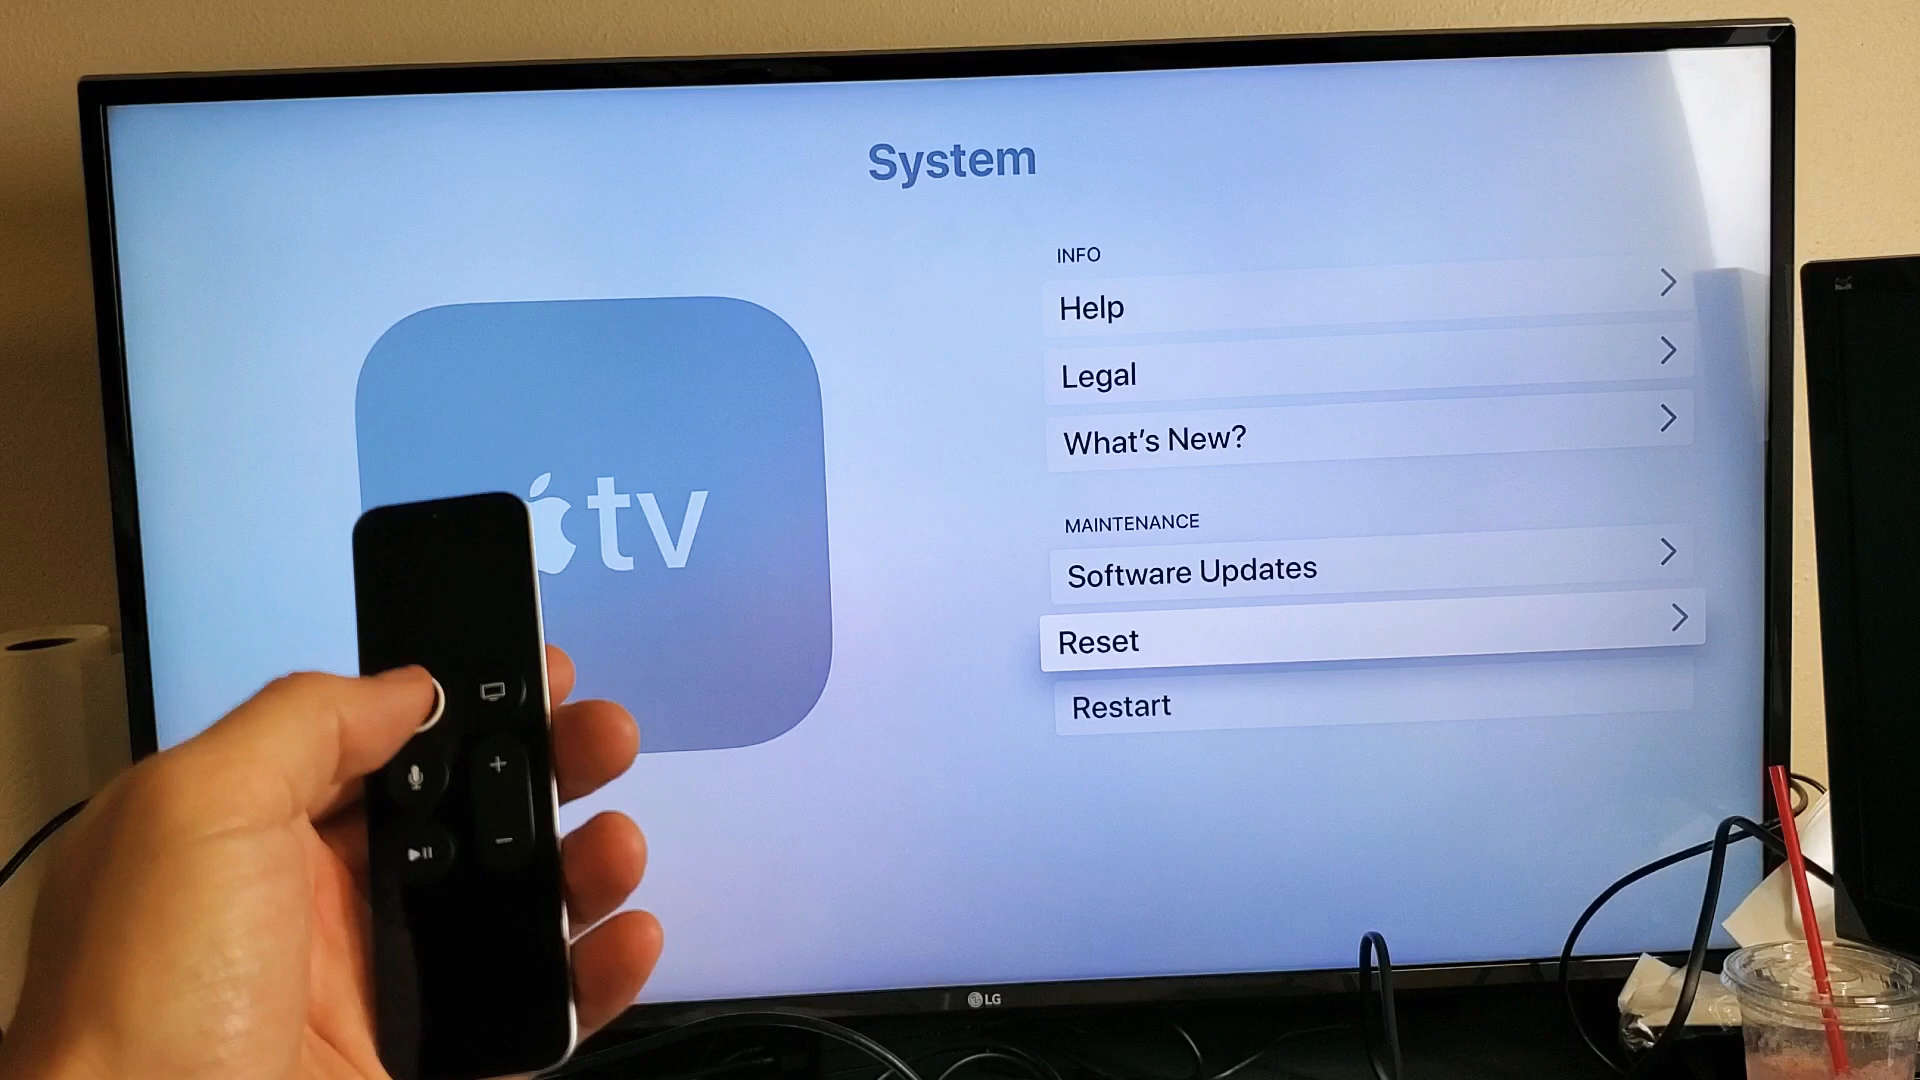 System
INFO
Help
Legal
What's New?
tv
MAINTENANCE
Software Updates
Reset
Restart
LG